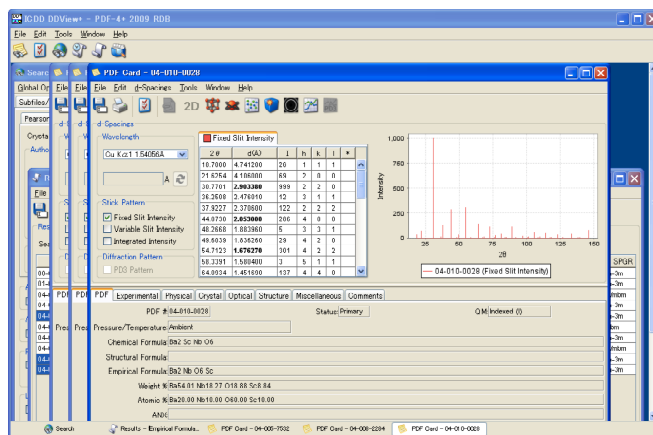 ICDD DDView+ - PDF-4+ 2009 RDB
File Edit Tools Window Help
PDF Card - 04-010-0028
File Edit d-Spacings Tools Window Help
2D
d-Spacings
Wavelength
Cu Kα1 1.54056A
A
Stick Pattern
Fixed Slit Intensity
Variable Slit Intensity
Integrated Intensity
Diffraction Pattern
PD3 Pattern
Fixed Slit Intensity
2θ d(A) I h k l *
10.7000 4.741200 26 1 1 1
21.6254 4.106000 69 2 0 0
30.7701 2.903380 999 2 2 0
36.2508 2.476010 12 3 1 1
37.9227 2.370600 122 2 2 2
44.0730 2.053000 206 4 0 0
48.2668 1.883960 5 3 3 1
49.5039 1.836260 29 4 2 0
54.7123 1.676270 301 4 2 2
58.3391 1.580400 3 5 1 1
64.0934 1.451690 137 4 4 0
1,000
750
500
250
0
Intensity
25 50 75 100 125 150
2θ
04-010-0028 (Fixed Slit Intensity)
SPGR
PDF PDF PDF Experimental Physical Crystal Optical Structure Miscellaneous Comments
PDF #: 04-010-0028 Status: Primary QM: Indexed (I)
Pressure/Temperature: Ambient
Chemical Formula: Ba2 Sc Nb O6
Structural Formula:
Empirical Formula: Ba2 Nb O6 Sc
Weight %: Ba54.01 Nb18.27 O18.88 Sc8.84
Atomic %: Ba20.00 Nb10.00 O60.00 Sc10.00
ANX:
Search Results - Empirical Formula... PDF Card - 04-005-7532 PDF Card - 04-008-2284 PDF Card - 04-010-0028